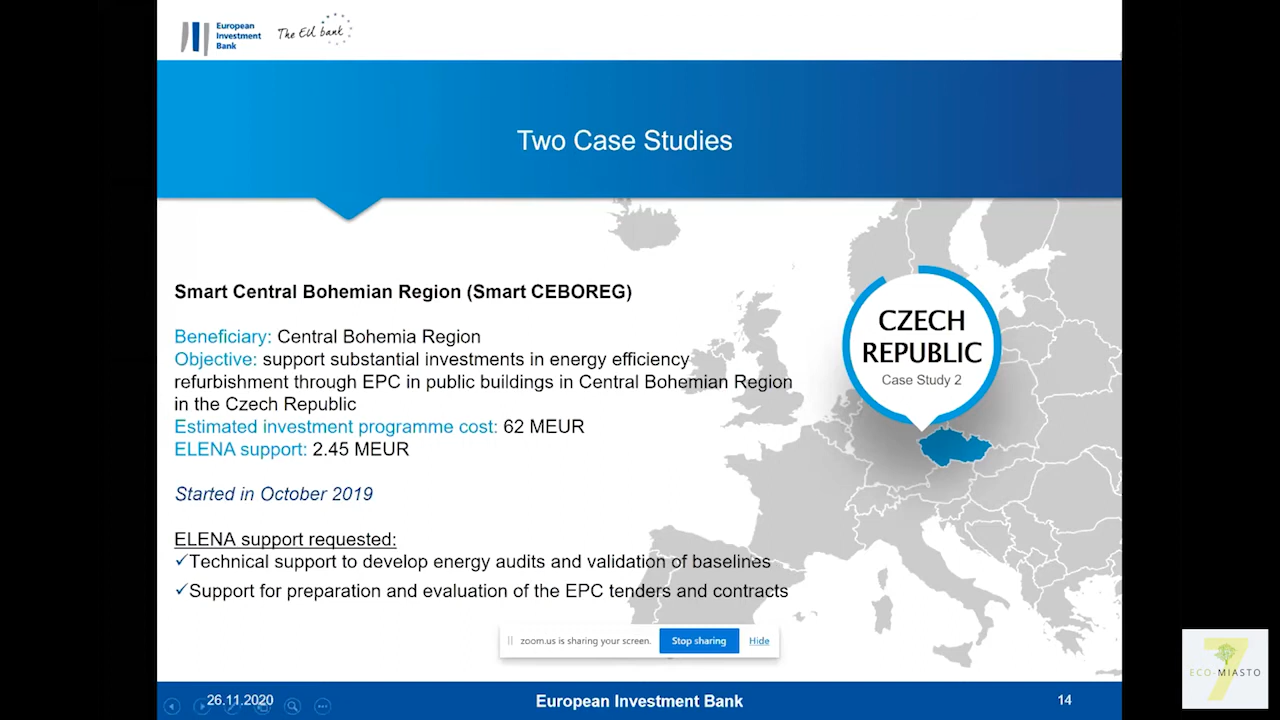 European
Investment
Bank
The EU bank
Two Case Studies
Smart Central Bohemian Region (Smart CEBOREG)
Beneficiary: Central Bohemia Region
Objective: support substantial investments in energy efficiency
refurbishment through EPC in public buildings in Central Bohemian Region
in the Czech Republic
Estimated investment programme cost: 62 MEUR
ELENA support: 2.45 MEUR
Started in October 2019
ELENA support requested:
✓Technical support to develop energy audits and validation of baselines
✓Support for preparation and evaluation of the EPC tenders and contracts
CZECH
REPUBLIC
Case Study 2
zoom.us is sharing your screen. Stop sharing Hide
26.11.2020 European Investment Bank 14
7
ECO-MIASTO